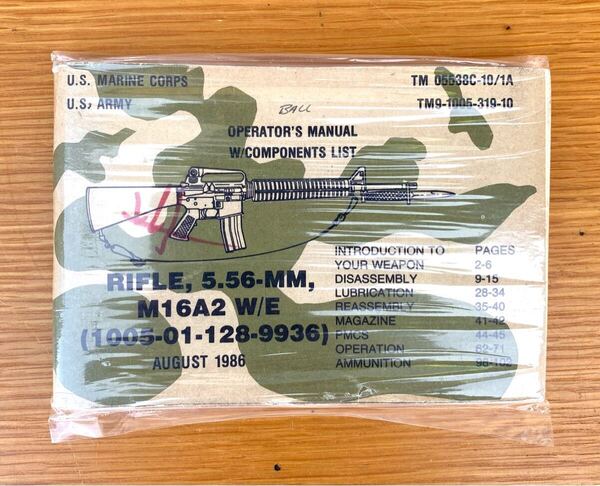 U.S. MARINE CORPS
TM 05538C-10/1A
U.S. ARMY
TM9-1005-319-10
BALL
OPERATOR'S MANUAL
W/COMPONENTS LIST
RIFLE, 5.56-MM,
M16A2 W/E
(1005-01-128-9936)
AUGUST 1986
INTRODUCTION TO PAGES
YOUR WEAPON 2-6
DISASSEMBLY 9-15
LUBRICATION 28-34
REASSEMBLY 35-40
MAGAZINE 41-42
PMCS 44-45
OPERATION 62-71
AMMUNITION 98-102